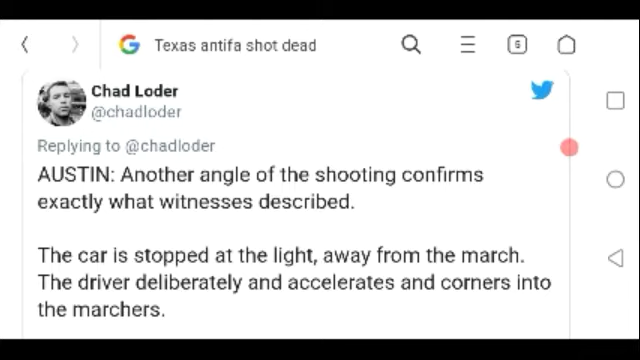 Texas antifa shot dead
6
Chad Loder
@chadloder
Replying to @chadloder
AUSTIN: Another angle of the shooting confirms
exactly what witnesses described.
The car is stopped at the light, away from the march.
The driver deliberately and accelerates and corners into
the marchers.